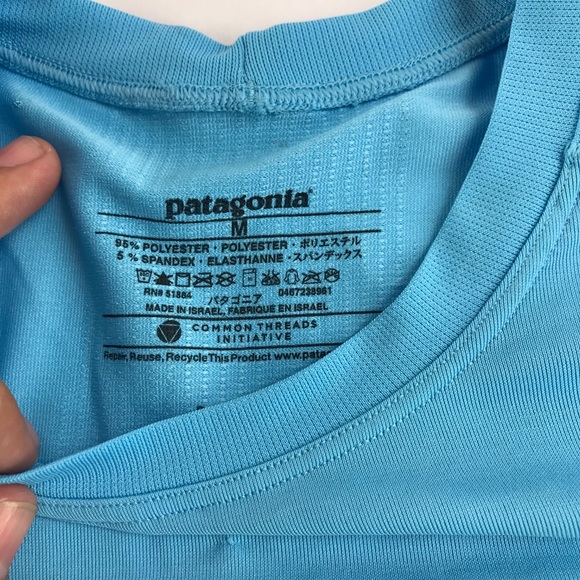 patagonia®
M
95% POLYESTER · POLYESTER · ポリエステル
5 % SPANDEX · ELASTHANNE · スパンデックス
RN# 51884 0467238981
パタゴニア
MADE IN ISRAEL, FABRIQUE EN ISRAEL
COMMON THREADS
INITIATIVE
Repair, Reuse, Recycle This Product www.pata